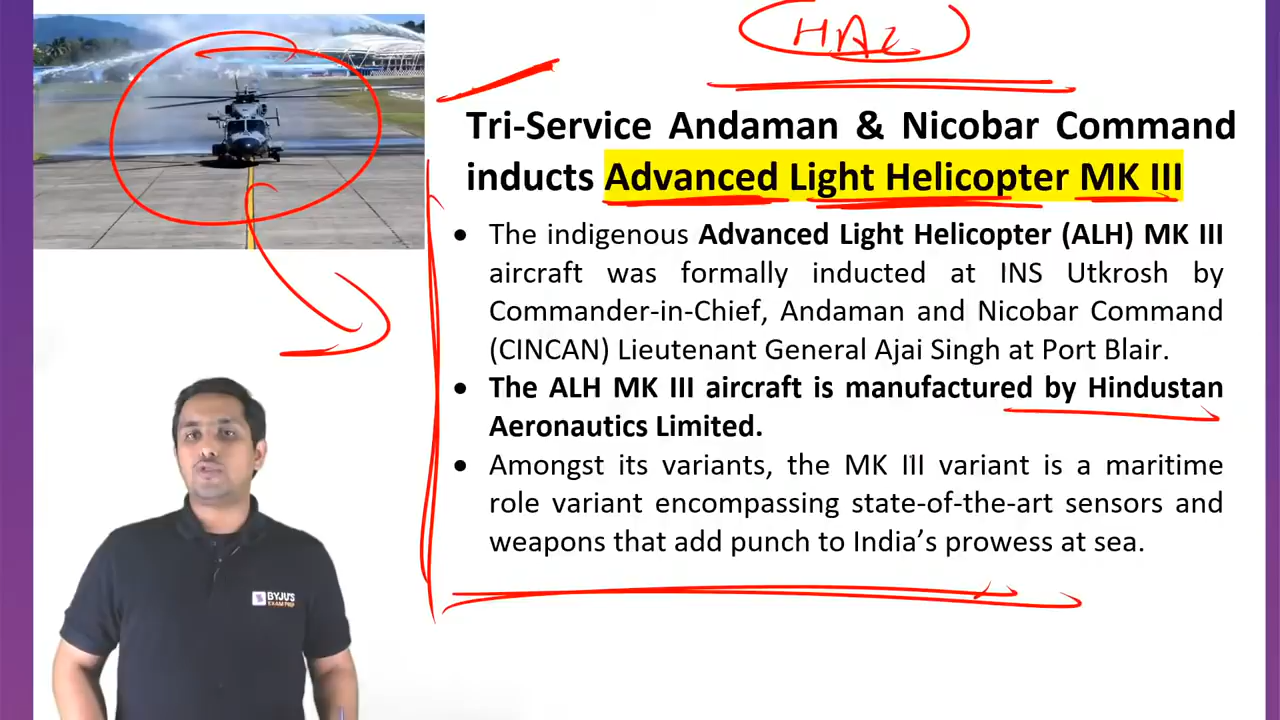 HAL
Tri-Service Andaman & Nicobar Command
inducts Advanced Light Helicopter MK III
• The indigenous Advanced Light Helicopter (ALH) MK III
aircraft was formally inducted at INS Utkrosh by
Commander-in-Chief, Andaman and Nicobar Command
(CINCAN) Lieutenant General Ajai Singh at Port Blair.
• The ALH MK III aircraft is manufactured by Hindustan
Aeronautics Limited.
• Amongst its variants, the MK III variant is a maritime
role variant encompassing state-of-the-art sensors and
weapons that add punch to India’s prowess at sea.
BYJU'S
EXAM PREP